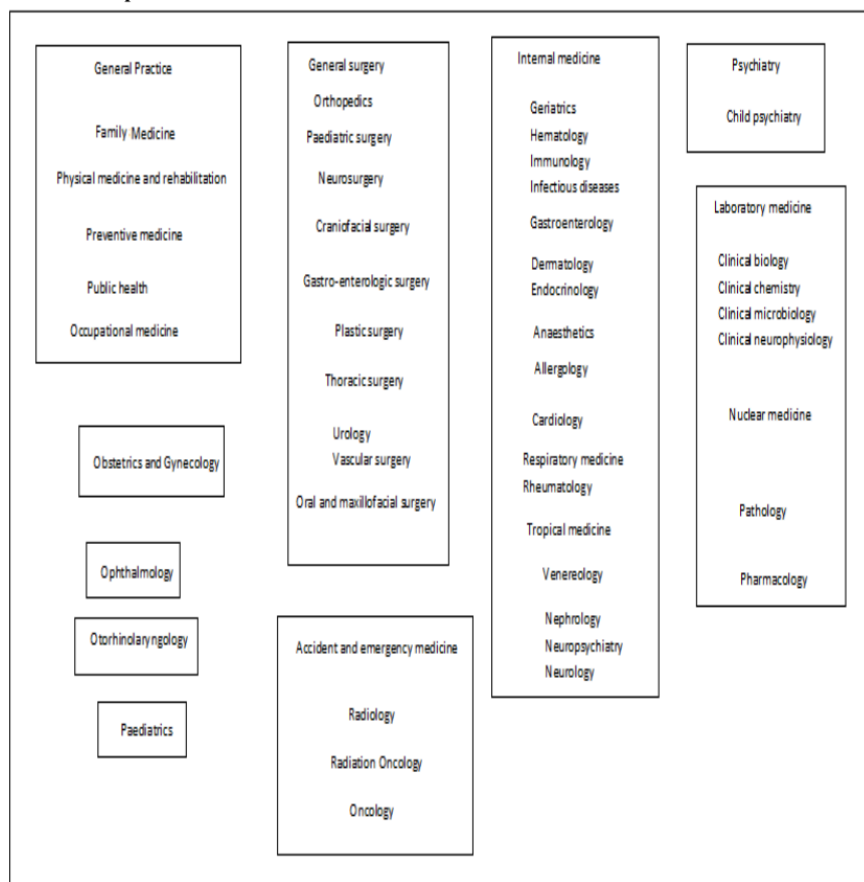 General Practice
Family Medicine
Physical medicine and rehabilitation
Preventive medicine
Public health
Occupational medicine
Obstetrics and Gynecology
Ophthalmology
Otorhinolaryngology
Paediatrics
General surgery
Orthopedics
Paediatric surgery
Neurosurgery
Craniofacial surgery
Gastro-enterologic surgery
Plastic surgery
Thoracic surgery
Urology
Vascular surgery
Oral and maxillofacial surgery
Accident and emergency medicine
Radiology
Radiation Oncology
Oncology
Internal medicine
Geriatrics
Hematology
Immunology
Infectious diseases
Gastroenterology
Dermatology
Endocrinology
Anaesthetics
Allergology
Cardiology
Respiratory medicine
Rheumatology
Tropical medicine
Venereology
Nephrology
Neuropsychiatry
Neurology
Psychiatry
Child psychiatry
Laboratory medicine
Clinical biology
Clinical chemistry
Clinical microbiology
Clinical neurophysiology
Nuclear medicine
Pathology
Pharmacology